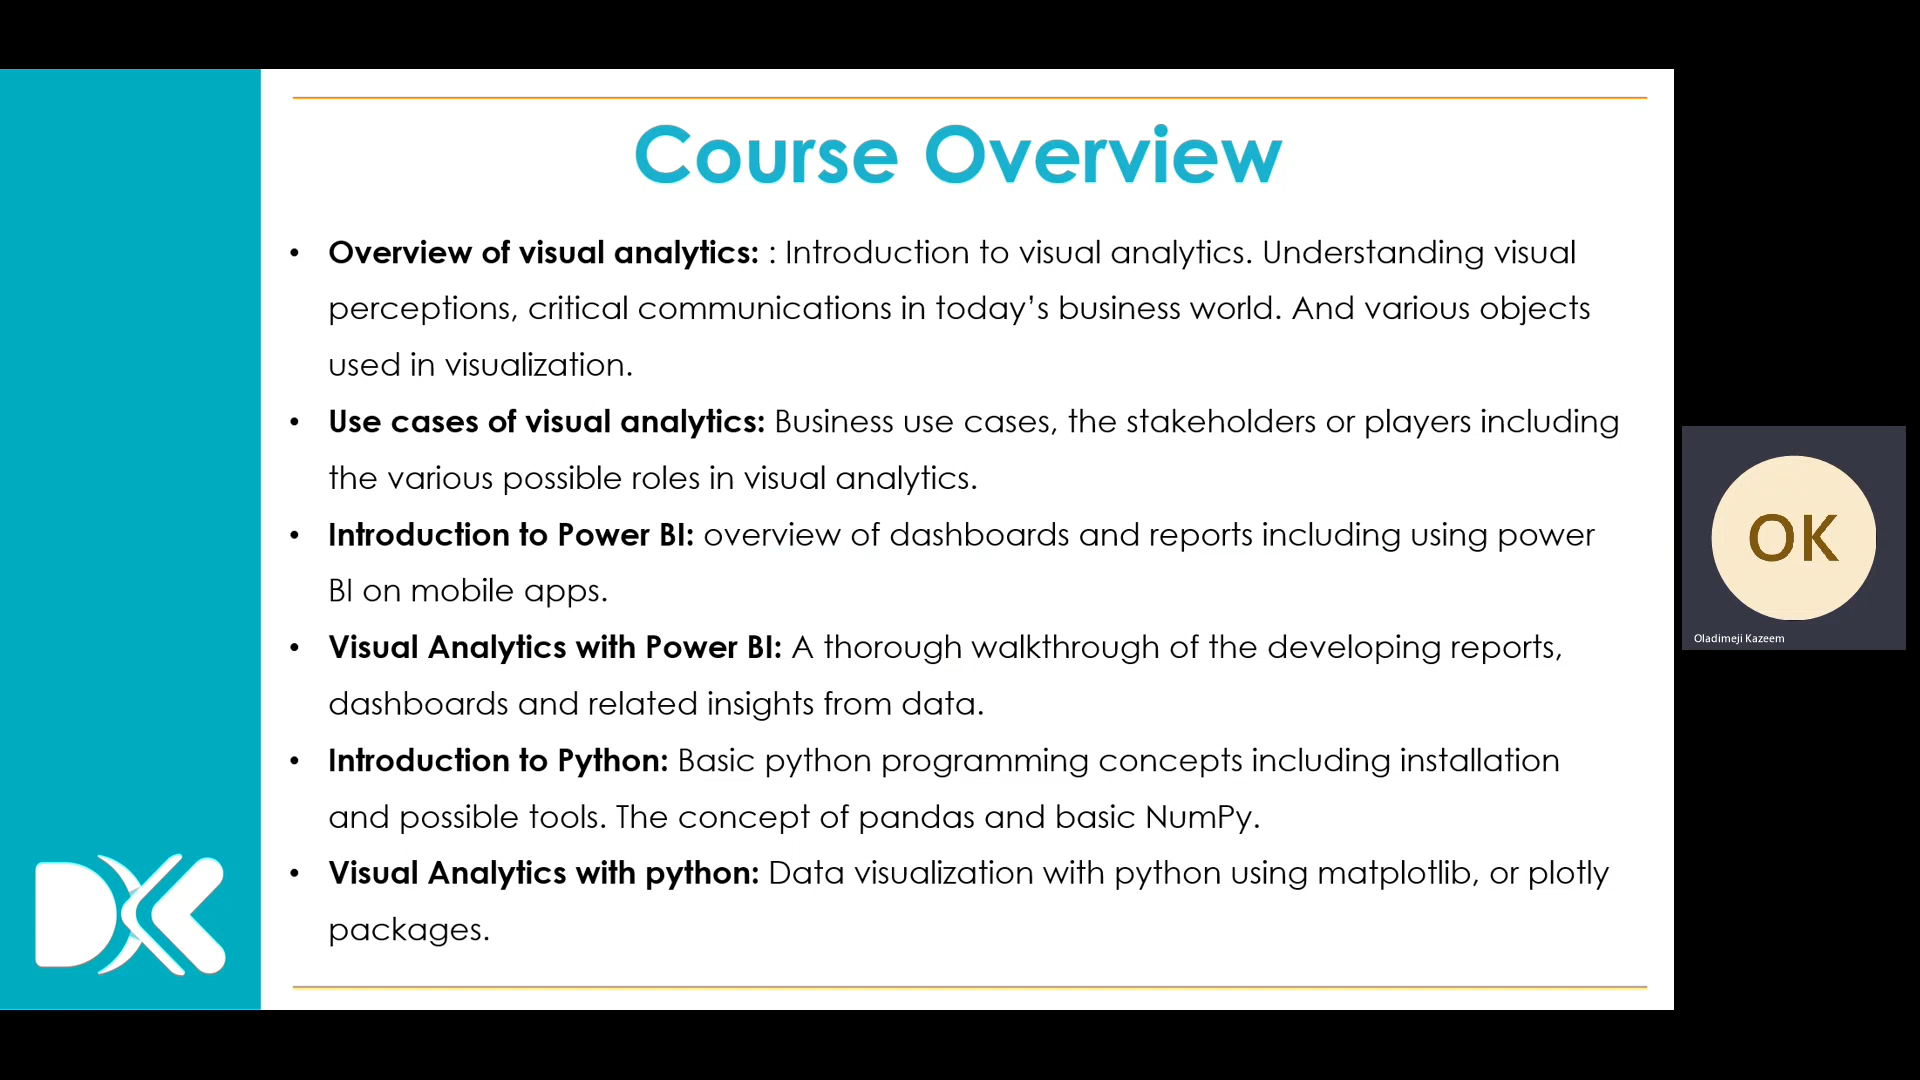 Course Overview
• Overview of visual analytics: : Introduction to visual analytics. Understanding visual
perceptions, critical communications in today’s business world. And various objects
used in visualization.
• Use cases of visual analytics: Business use cases, the stakeholders or players including
the various possible roles in visual analytics.
• Introduction to Power BI: overview of dashboards and reports including using power
BI on mobile apps.
• Visual Analytics with Power BI: A thorough walkthrough of the developing reports,
dashboards and related insights from data.
• Introduction to Python: Basic python programming concepts including installation
and possible tools. The concept of pandas and basic NumPy.
• Visual Analytics with python: Data visualization with python using matplotlib, or plotly
packages.
DK
OK
Oladimeji Kazeem